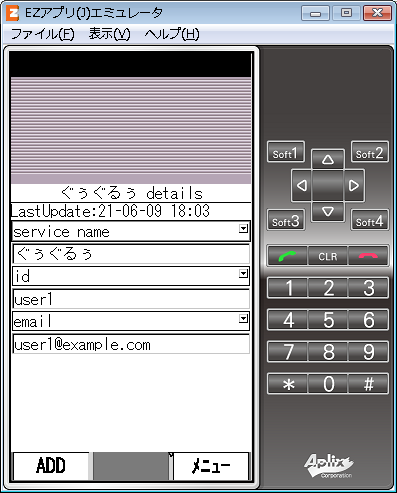 EZアプリ(J)エミュレータ
ファイル(F) 表示(V) ヘルプ(H)
ぐぅぐるぅ details
LastUpdate:21-06-09 18:03
service name
ぐぅぐるぅ
id
user1
email
user1@example.com
ADD メニュー
Soft1 Soft2
Soft3 Soft4
CLR
1 2 3
4 5 6
7 8 9
* 0 #
Aplix
Corporation